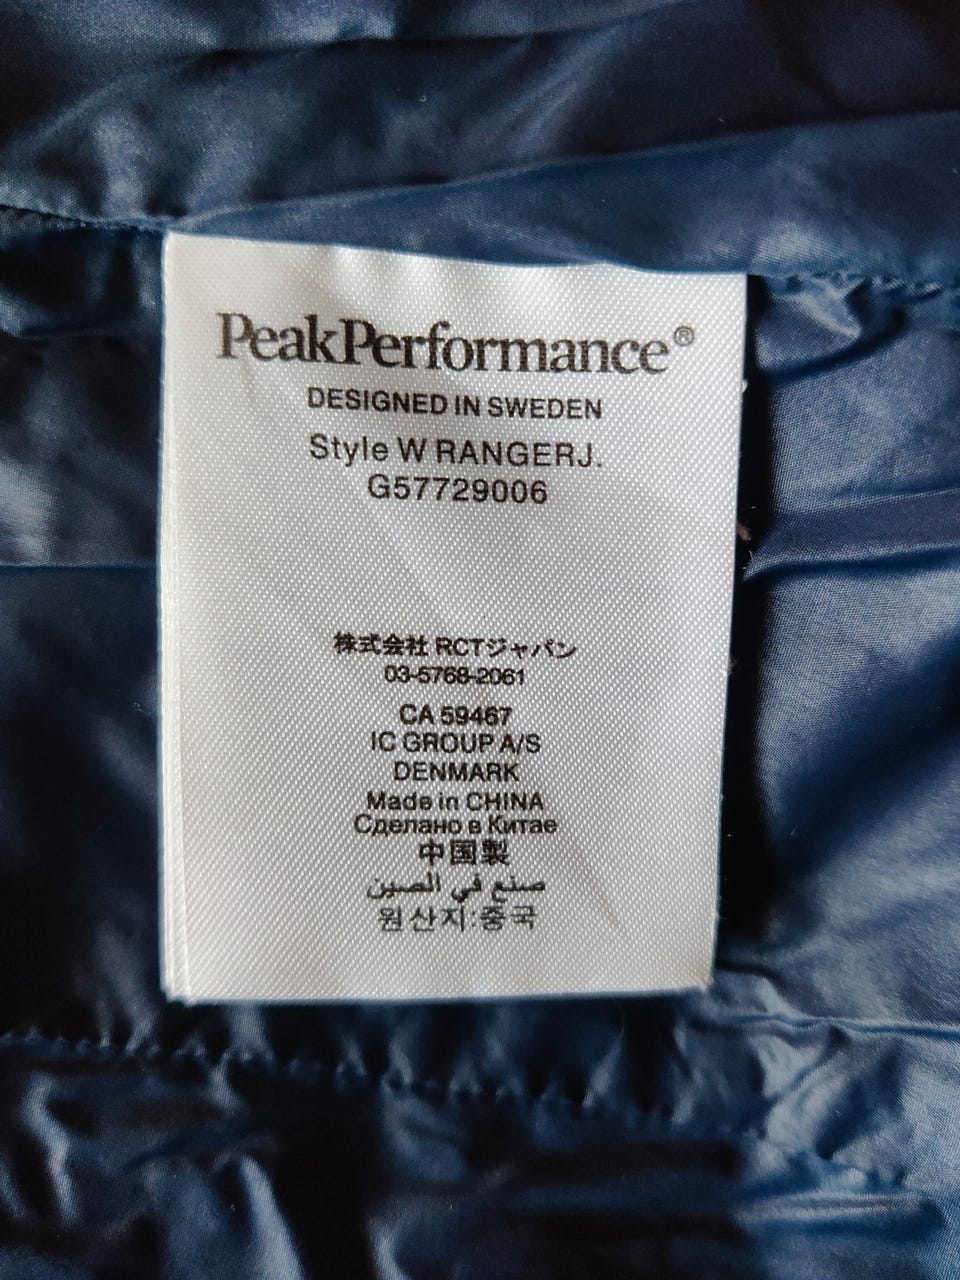 PeakPerformance®
DESIGNED IN SWEDEN
Style W RANGERJ.
G57729006
株式会社 RCTジャパン
03-5768-2061
CA 59467
IC GROUP A/S
DENMARK
Made in CHINA
Сделано в Китае
中国製
صنع في الصين
원산지:중국